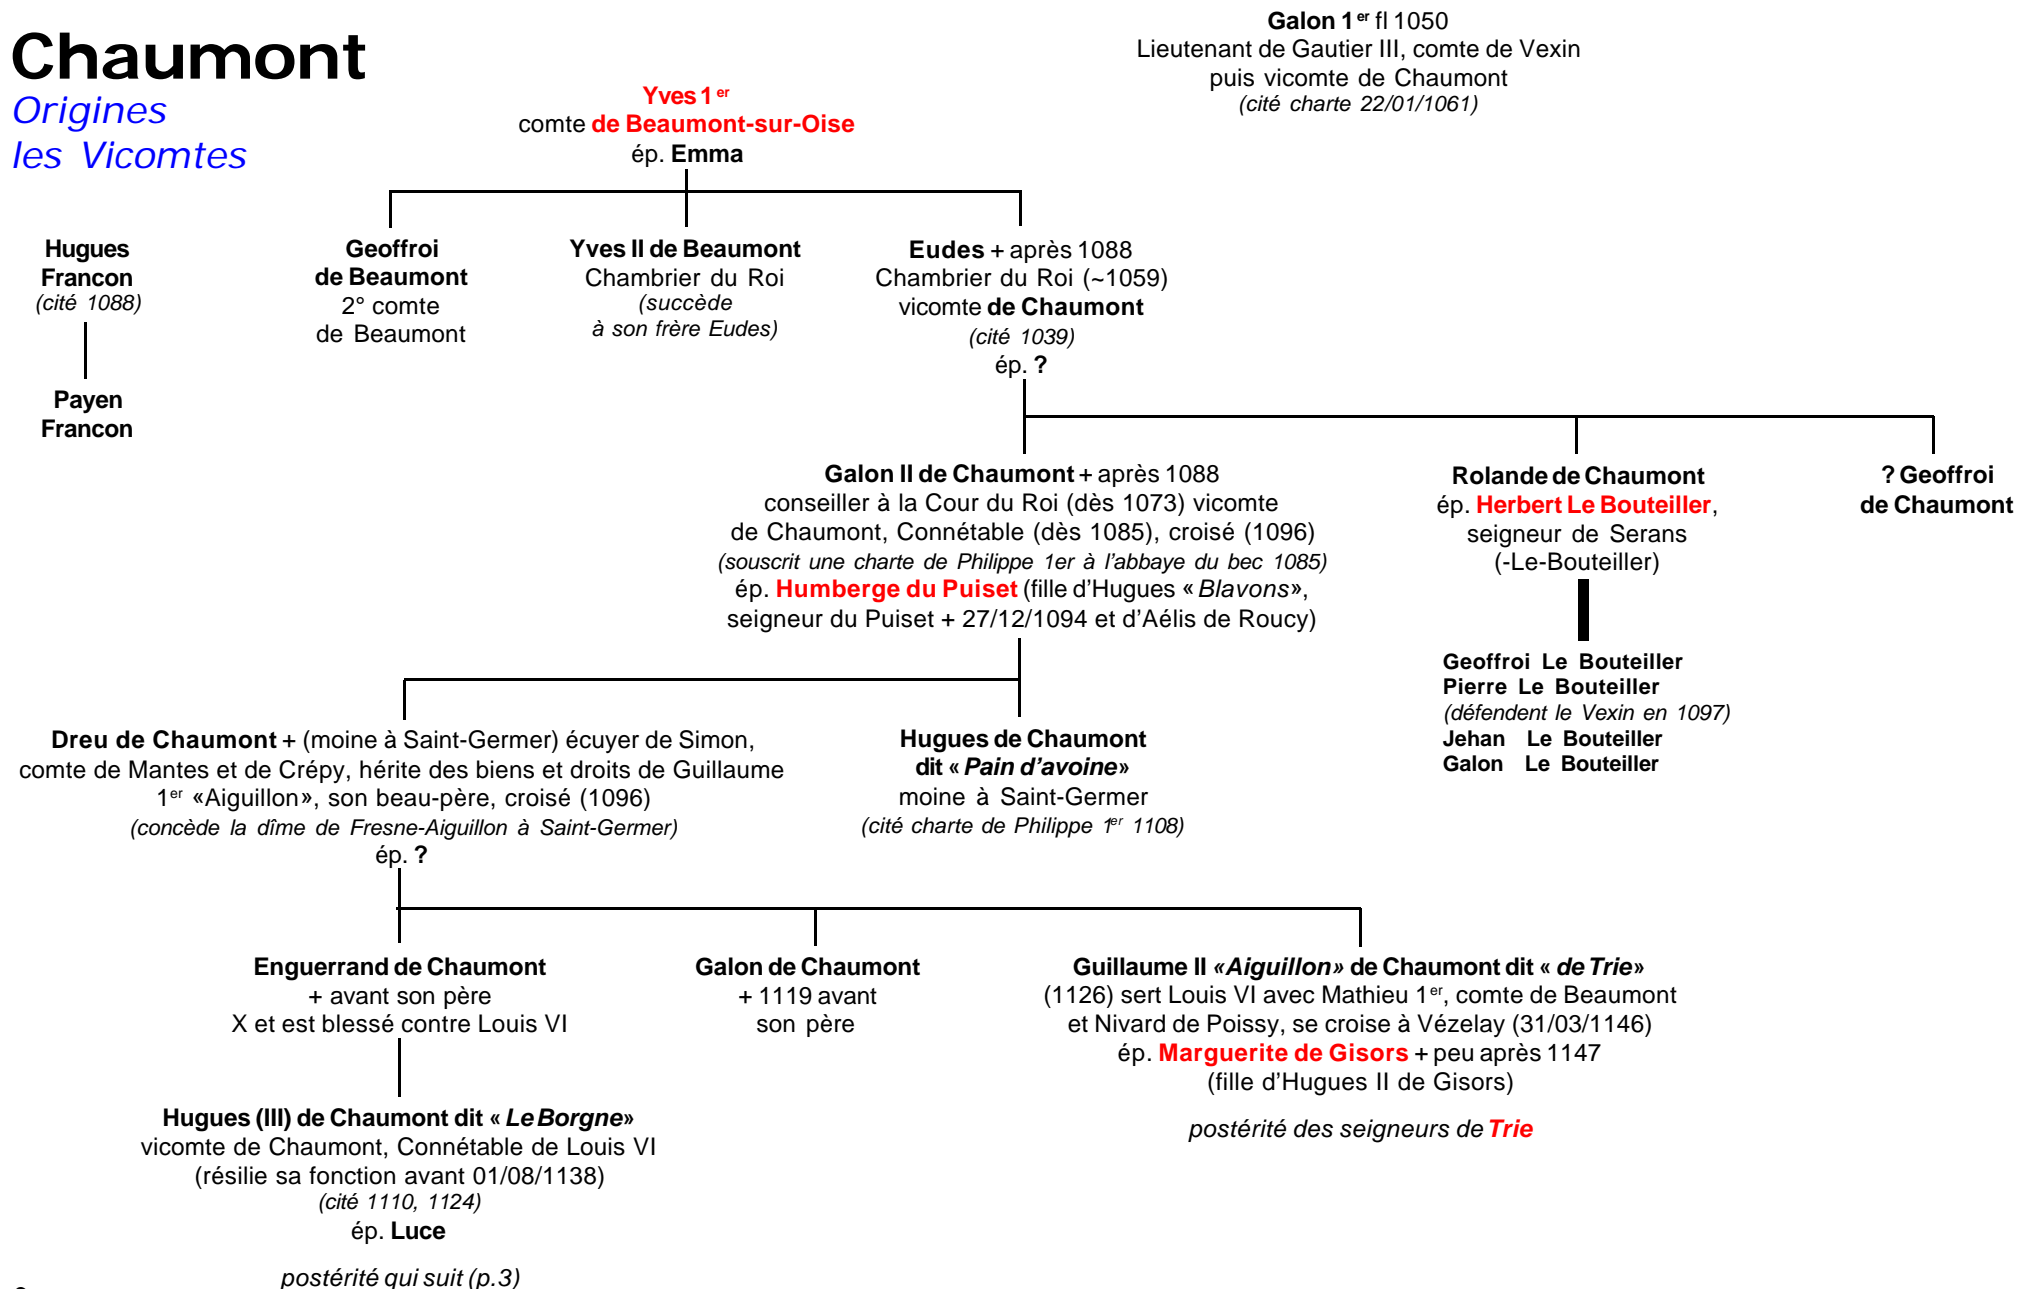 Chaumont
Origines
les Vicomtes
Galon 1er fl 1050
Lieutenant de Gautier III, comte de Vexin
puis vicomte de Chaumont
(cité charte 22/01/1061)
Yves 1er
comte de Beaumont-sur-Oise
ép. Emma
Hugues
Francon
(cité 1088)
Payen
Francon
Geoffroi
de Beaumont
2° comte
de Beaumont
Yves II de Beaumont
Chambrier du Roi
(succède
à son frère Eudes)
Eudes + après 1088
Chambrier du Roi (~1059)
vicomte de Chaumont
(cité 1039)
ép. ?
Galon II de Chaumont + après 1088
conseiller à la Cour du Roi (dès 1073) vicomte
de Chaumont, Connétable (dès 1085), croisé (1096)
(souscrit une charte de Philippe 1er à l'abbaye du bec 1085)
ép. Humberge du Puiset (fille d'Hugues « Blavons»,
seigneur du Puiset + 27/12/1094 et d'Aélis de Roucy)
Rolande de Chaumont
ép. Herbert Le Bouteiller,
seigneur de Serans
(-Le-Bouteiller)
? Geoffroi
de Chaumont
Geoffroi Le Bouteiller
Pierre Le Bouteiller
(défendent le Vexin en 1097)
Jehan Le Bouteiller
Galon Le Bouteiller
Dreu de Chaumont + (moine à Saint-Germer) écuyer de Simon,
comte de Mantes et de Crépy, hérite des biens et droits de Guillaume
1er «Aiguillon», son beau-père, croisé (1096)
(concède la dîme de Fresne-Aiguillon à Saint-Germer)
ép. ?
Hugues de Chaumont
dit « Pain d'avoine»
moine à Saint-Germer
(cité charte de Philippe 1er 1108)
Enguerrand de Chaumont
+ avant son père
X et est blessé contre Louis VI
Galon de Chaumont
+ 1119 avant
son père
Guillaume II «Aiguillon» de Chaumont dit « de Trie»
(1126) sert Louis VI avec Mathieu 1er, comte de Beaumont
et Nivard de Poissy, se croise à Vézelay (31/03/1146)
ép. Marguerite de Gisors + peu après 1147
(fille d'Hugues II de Gisors)
postérité des seigneurs de Trie
Hugues (III) de Chaumont dit « Le Borgne»
vicomte de Chaumont, Connétable de Louis VI
(résilie sa fonction avant 01/08/1138)
(cité 1110, 1124)
ép. Luce
postérité qui suit (p.3)